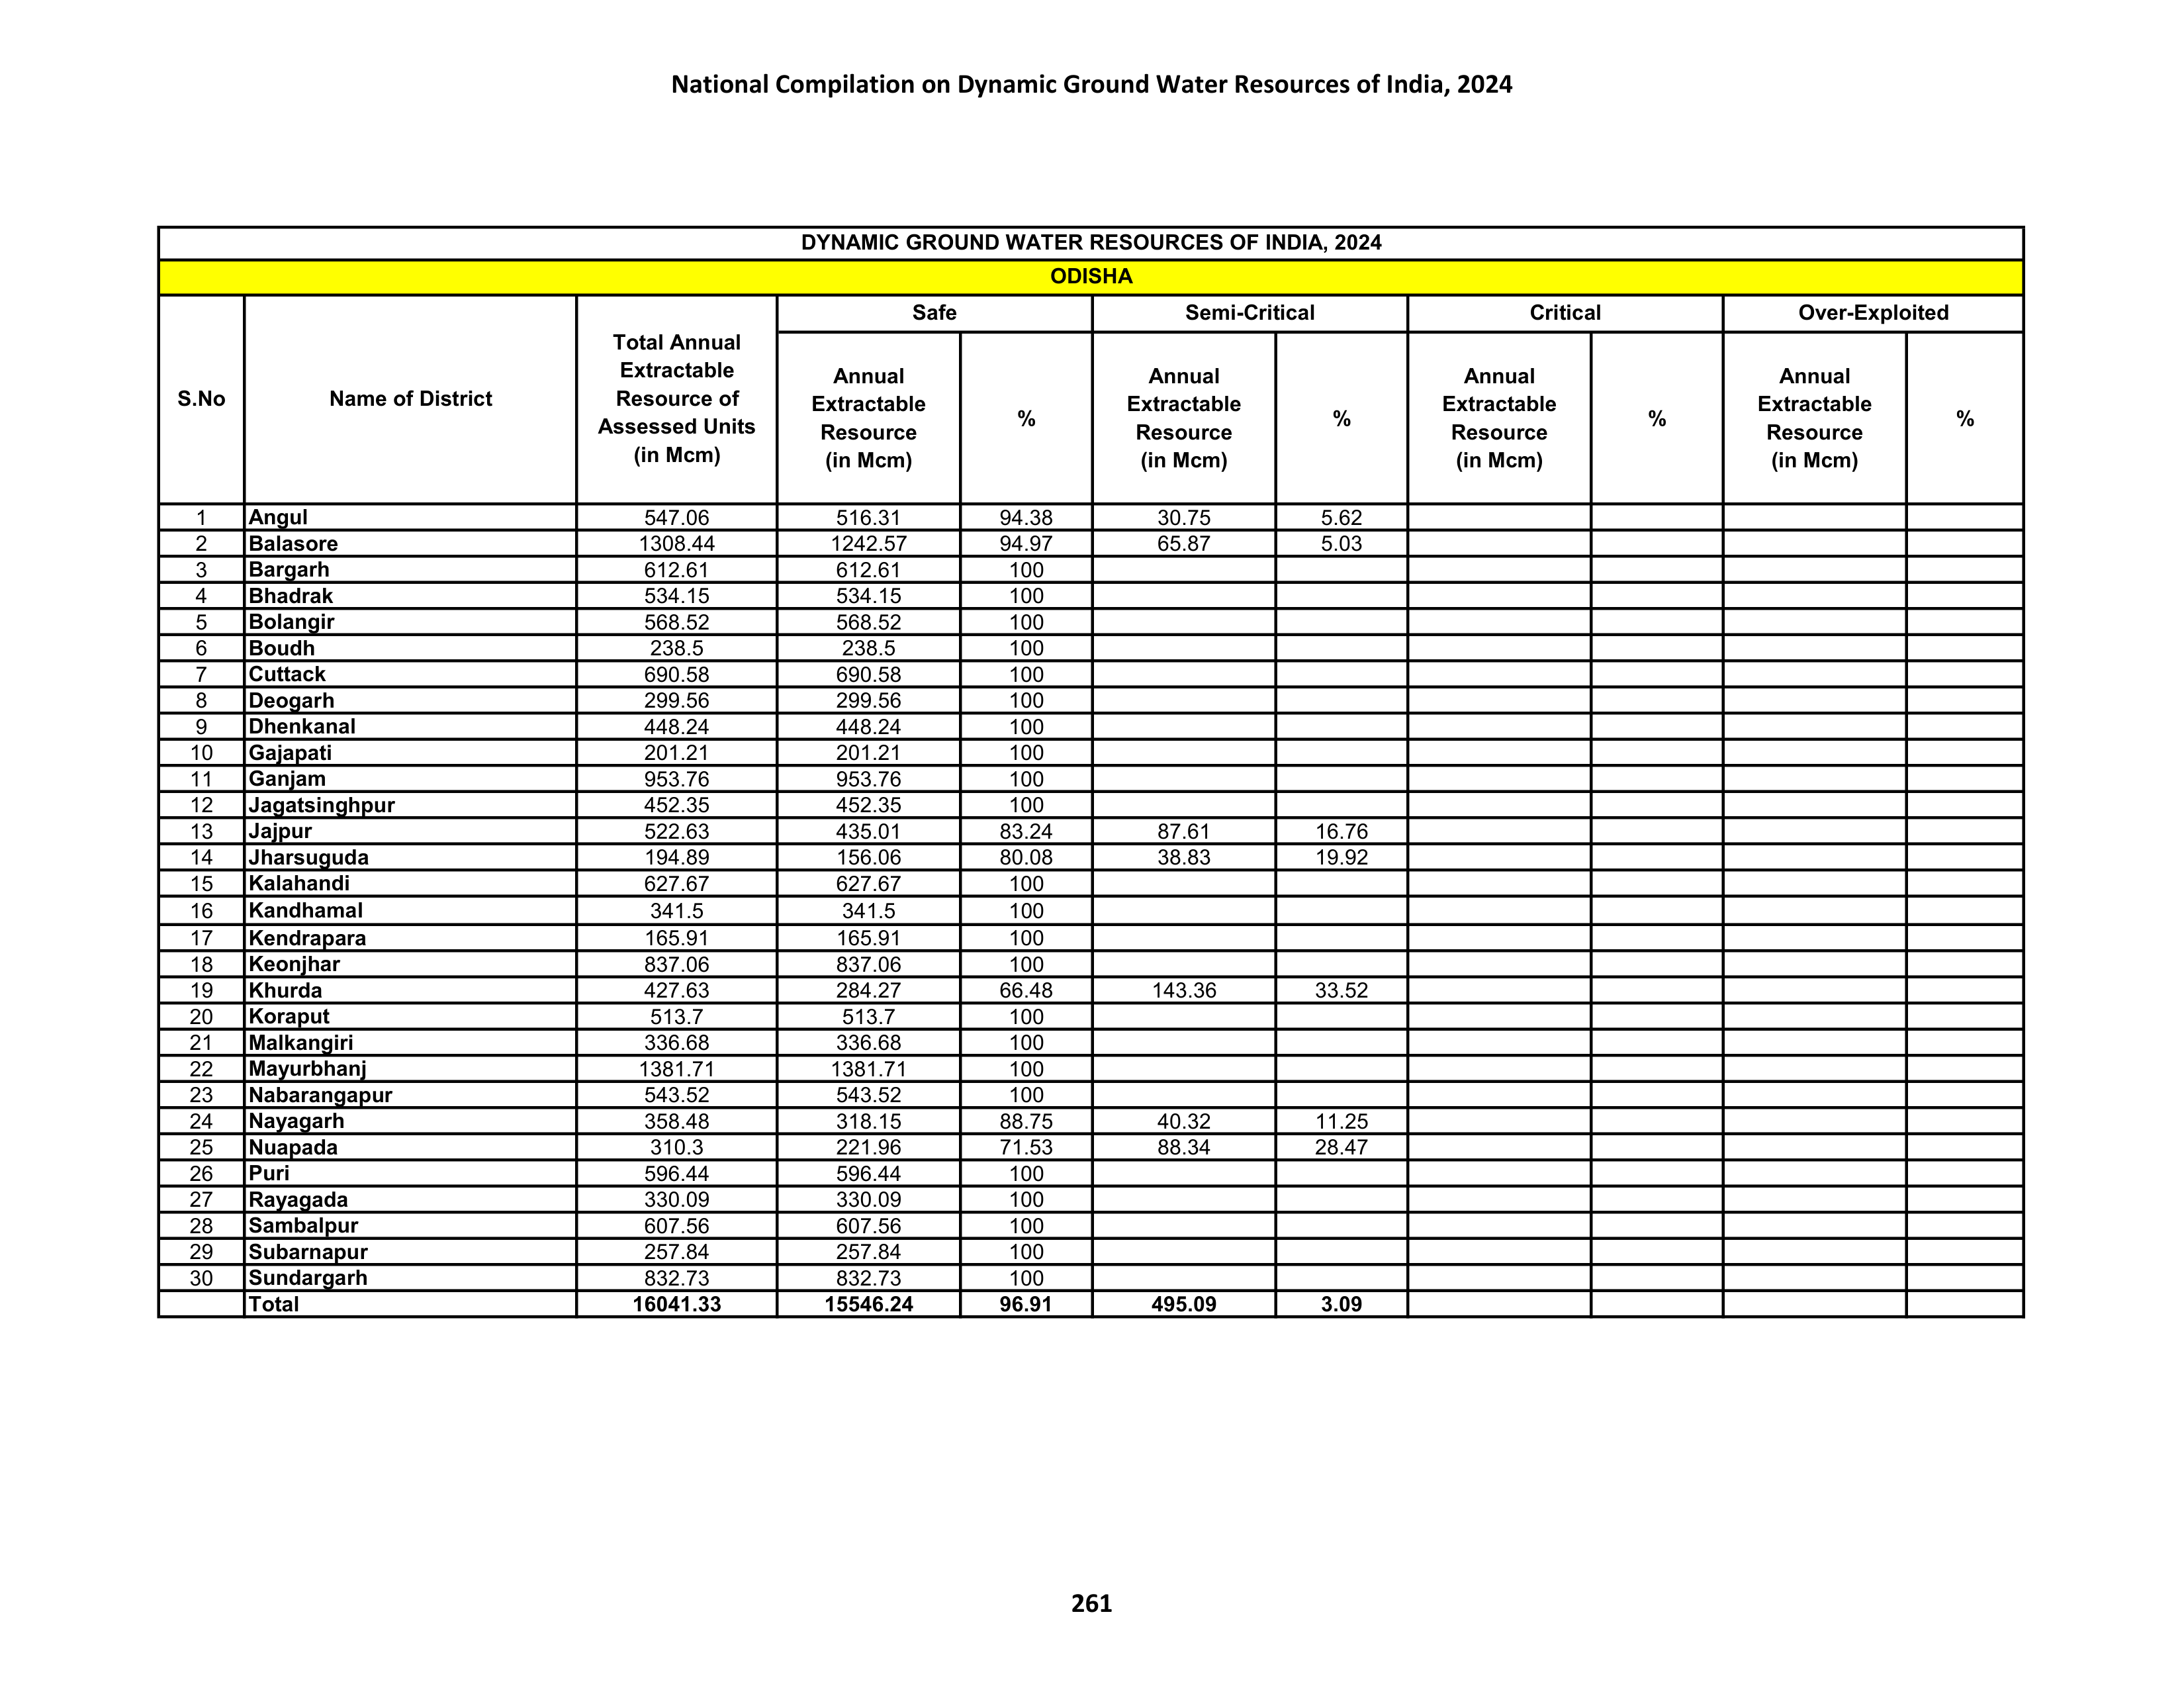 National Compilation on Dynamic Ground Water Resources of India, 2024
DYNAMIC GROUND WATER RESOURCES OF INDIA, 2024
ODISHA
S.No Name of District Total Annual Extractable Resource of Assessed Units (in Mcm) Safe Semi-Critical Critical Over-Exploited
Annual Extractable Resource (in Mcm) % Annual Extractable Resource (in Mcm) % Annual Extractable Resource (in Mcm) % Annual Extractable Resource (in Mcm) %
1 Angul 547.06 516.31 94.38 30.75 5.62
2 Balasore 1308.44 1242.57 94.97 65.87 5.03
3 Bargarh 612.61 612.61 100
4 Bhadrak 534.15 534.15 100
5 Bolangir 568.52 568.52 100
6 Boudh 238.5 238.5 100
7 Cuttack 690.58 690.58 100
8 Deogarh 299.56 299.56 100
9 Dhenkanal 448.24 448.24 100
10 Gajapati 201.21 201.21 100
11 Ganjam 953.76 953.76 100
12 Jagatsinghpur 452.35 452.35 100
13 Jajpur 522.63 435.01 83.24 87.61 16.76
14 Jharsuguda 194.89 156.06 80.08 38.83 19.92
15 Kalahandi 627.67 627.67 100
16 Kandhamal 341.5 341.5 100
17 Kendrapara 165.91 165.91 100
18 Keonjhar 837.06 837.06 100
19 Khurda 427.63 284.27 66.48 143.36 33.52
20 Koraput 513.7 513.7 100
21 Malkangiri 336.68 336.68 100
22 Mayurbhanj 1381.71 1381.71 100
23 Nabarangapur 543.52 543.52 100
24 Nayagarh 358.48 318.15 88.75 40.32 11.25
25 Nuapada 310.3 221.96 71.53 88.34 28.47
26 Puri 596.44 596.44 100
27 Rayagada 330.09 330.09 100
28 Sambalpur 607.56 607.56 100
29 Subarnapur 257.84 257.84 100
30 Sundargarh 832.73 832.73 100
Total 16041.33 15546.24 96.91 495.09 3.09
261